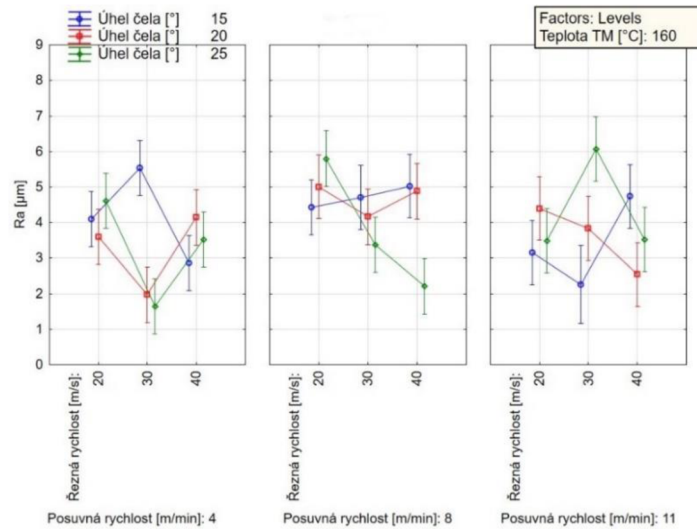 Úhel čela [°] 15
Úhel čela [°] 20
Úhel čela [°] 25
Factors: Levels
Teplota TM [°C]: 160
Ra [µm]
9
8
7
6
5
4
3
2
1
0
Řezná rychlost [m/s]:
20
30
40
Řezná rychlost [m/s]:
20
30
40
Řezná rychlost [m/s]:
20
30
40
Posuvná rychlost [m/min]: 4
Posuvná rychlost [m/min]: 8
Posuvná rychlost [m/min]: 11